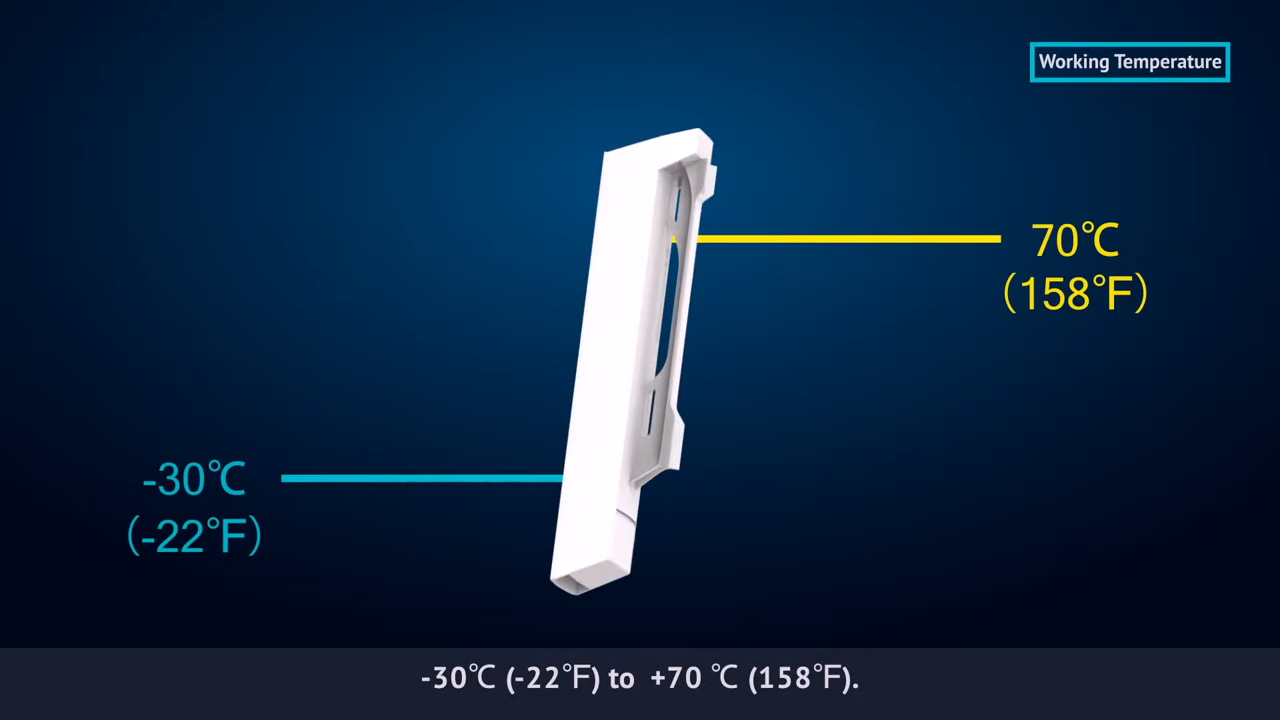 Working Temperature
70℃
(158℉)
-30℃
(-22℉)
-30℃ (-22℉) to +70 ℃ (158℉).